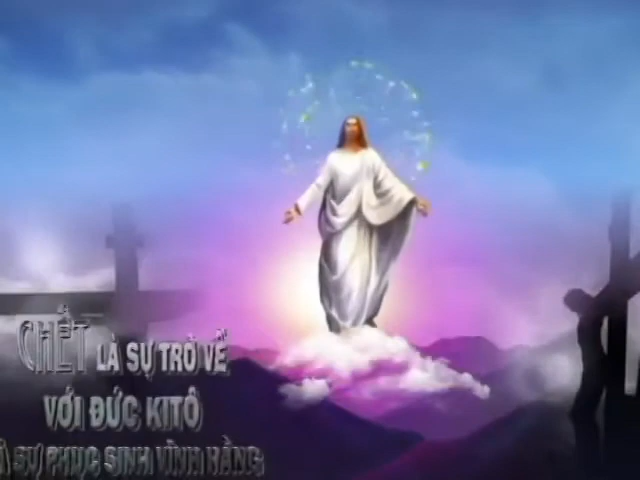 CHẾT LÀ SỰ TRỞ VỀ
VỚI ĐỨC KITÔ
À SỰ PHỤC SINH VĨNH HẰNG